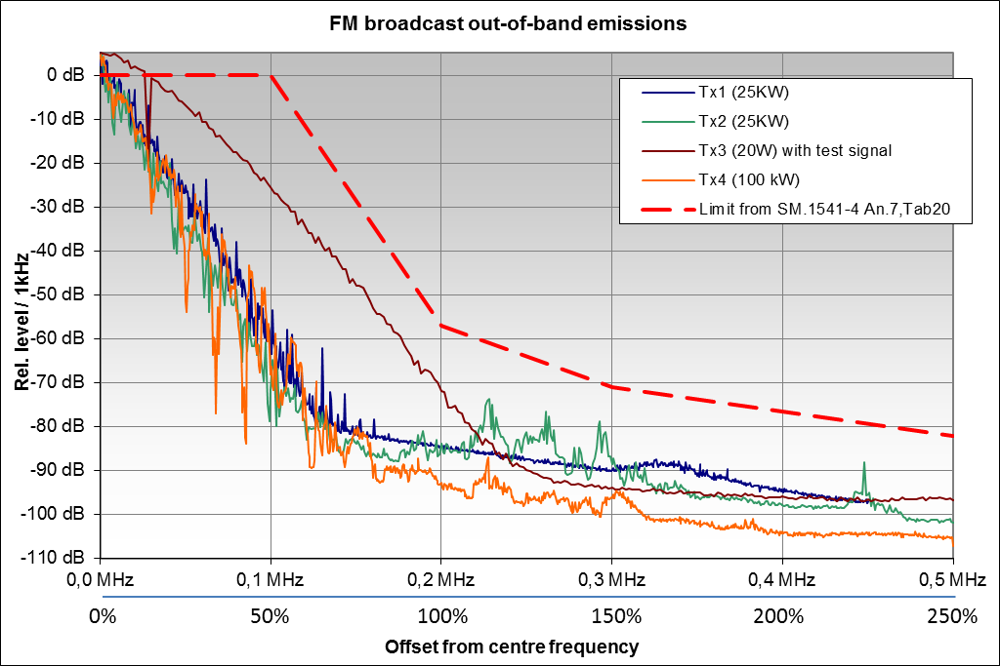 FM broadcast out-of-band emissions
Rel. level / 1kHz
0 dB
-10 dB
-20 dB
-30 dB
-40 dB
-50 dB
-60 dB
-70 dB
-80 dB
-90 dB
-100 dB
-110 dB
Tx1 (25KW)
Tx2 (25KW)
Tx3 (20W) with test signal
Tx4 (100 kW)
Limit from SM.1541-4 An.7,Tab20
0,0 MHz 0,1 MHz 0,2 MHz 0,3 MHz 0,4 MHz 0,5 MHz
0% 50% 100% 150% 200% 250%
Offset from centre frequency